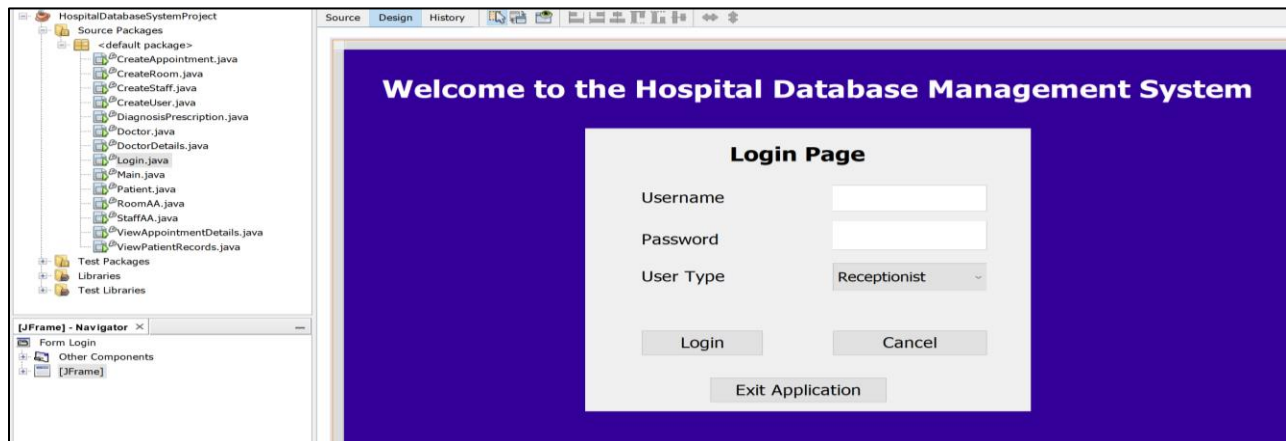 HospitalDatabaseSystemProject
Source Packages
<default package>
CreateAppointment.java
CreateRoom.java
CreateStaff.java
CreateUser.java
DiagnosisPrescription.java
Doctor.java
DoctorDetails.java
Login.java
Main.java
Patient.java
RoomAA.java
StaffAA.java
ViewAppointmentDetails.java
ViewPatientRecords.java
Test Packages
Libraries
Test Libraries
[JFrame] - Navigator
Form Login
Other Components
[JFrame]
Source Design History
Welcome to the Hospital Database Management System
Login Page
Username
Password
User Type Receptionist
Login Cancel
Exit Application